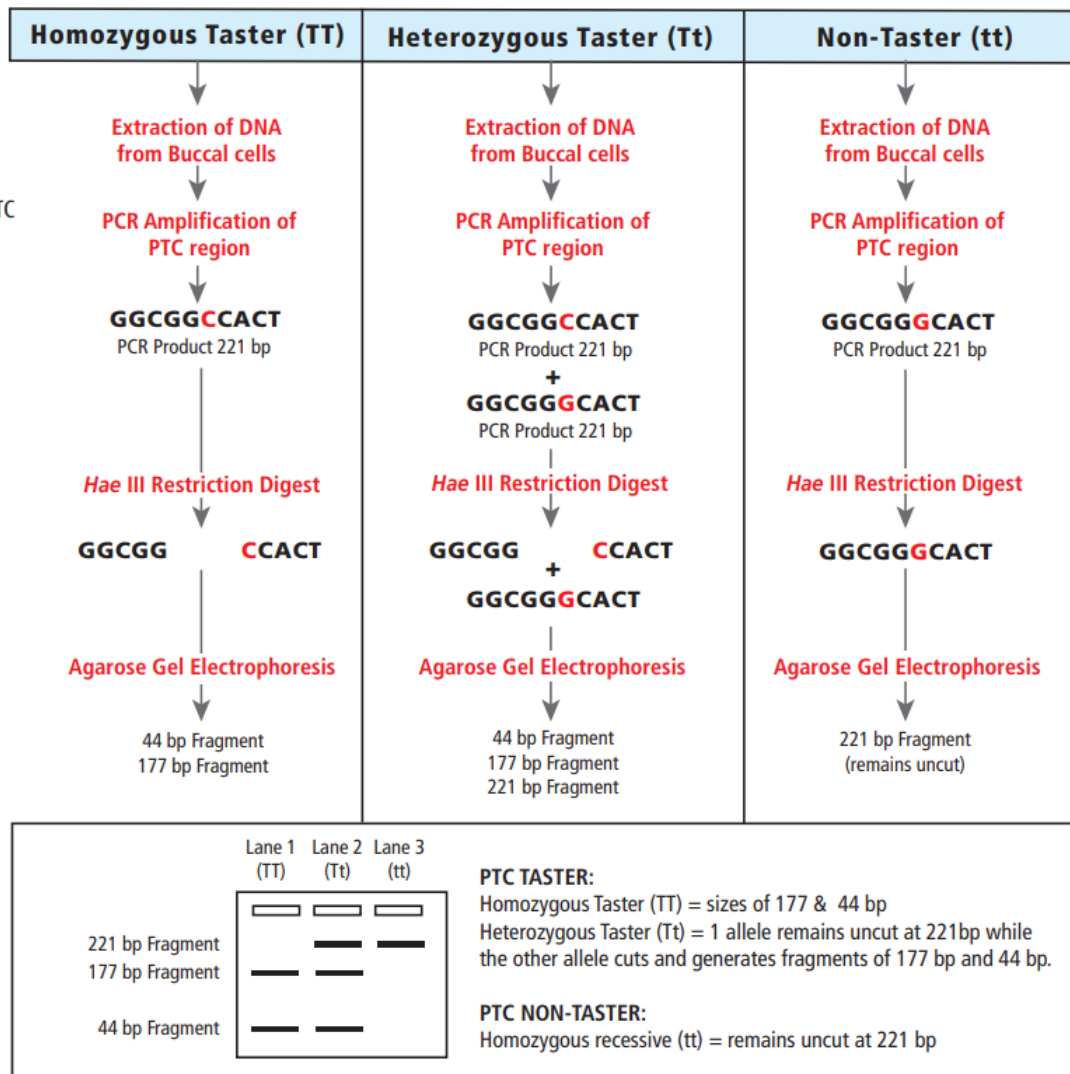 Homozygous Taster (TT)
Extraction of DNA
from Buccal cells
TC
PCR Amplification of
PTC region
GGCGGCCACT
PCR Product 221 bp
Hae III Restriction Digest
GGCGG CCACT
Agarose Gel Electrophoresis
44 bp Fragment
177 bp Fragment
Heterozygous Taster (Tt)
Extraction of DNA
from Buccal cells
PCR Amplification of
PTC region
GGCGGCCACT
PCR Product 221 bp
+
GGCGGGCACT
PCR Product 221 bp
Hae III Restriction Digest
GGCGG CCACT
+
GGCGGGCACT
Agarose Gel Electrophoresis
44 bp Fragment
177 bp Fragment
221 bp Fragment
Non-Taster (tt)
Extraction of DNA
from Buccal cells
PCR Amplification of
PTC region
GGCGGGCACT
PCR Product 221 bp
Hae III Restriction Digest
GGCGGGCACT
Agarose Gel Electrophoresis
221 bp Fragment
(remains uncut)
Lane 1 Lane 2 Lane 3
(TT) (Tt) (tt)
221 bp Fragment
177 bp Fragment
44 bp Fragment
PTC TASTER:
Homozygous Taster (TT) = sizes of 177 & 44 bp
Heterozygous Taster (Tt) = 1 allele remains uncut at 221bp while
the other allele cuts and generates fragments of 177 bp and 44 bp.
PTC NON-TASTER:
Homozygous recessive (tt) = remains uncut at 221 bp